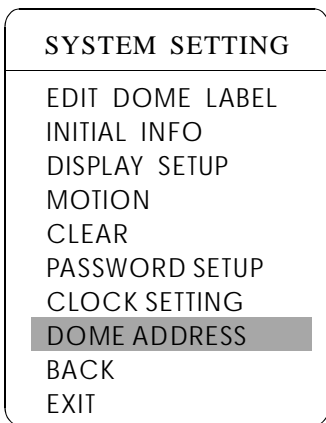 SYSTEM SETTING
EDIT DOME LABEL
INITIAL INFO
DISPLAY SETUP
MOTION
CLEAR
PASSWORD SETUP
CLOCK SETTING
DOME ADDRESS
BACK
EXIT